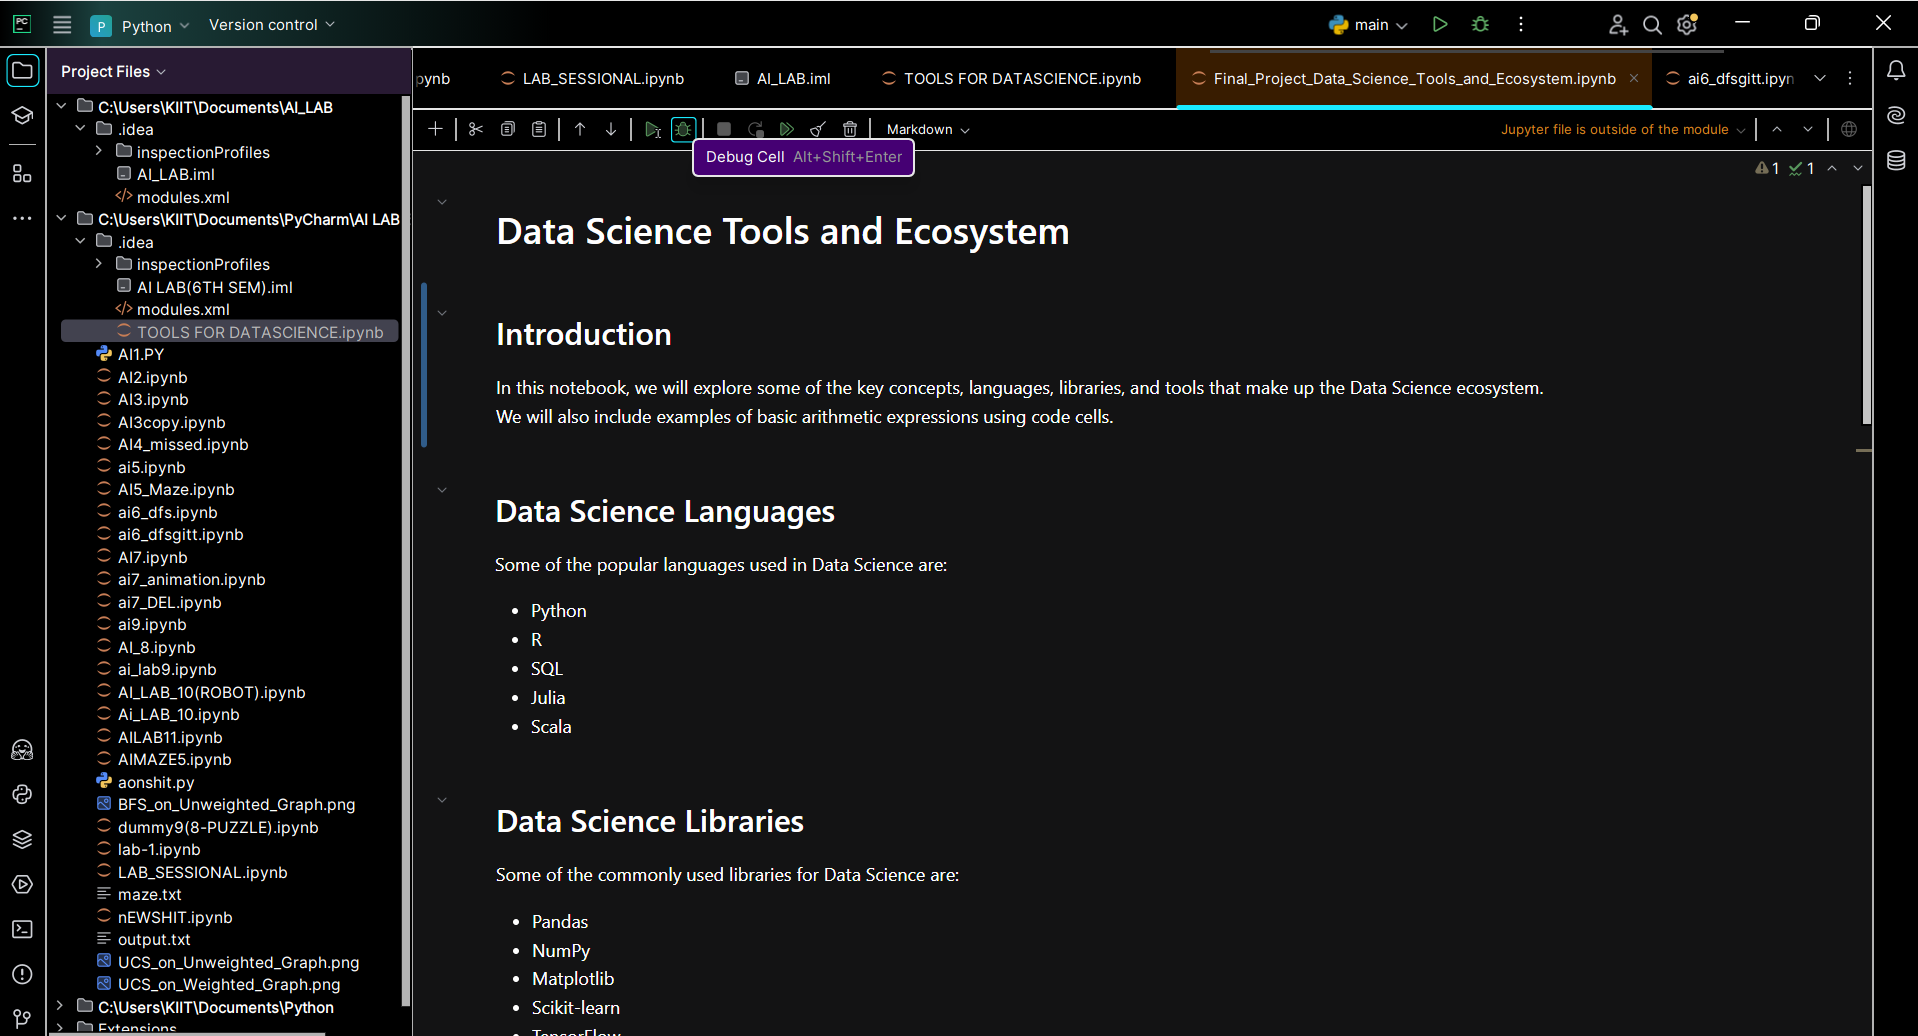 PC
P Python Version control
main
Project Files
C:\Users\KIIT\Documents\AI_LAB
.idea
inspectionProfiles
AI_LAB.iml
modules.xml
C:\Users\KIIT\Documents\PyCharm\AI LAB
.idea
inspectionProfiles
AI LAB(6TH SEM).iml
modules.xml
TOOLS FOR DATASCIENCE.ipynb
AI1.PY
AI2.ipynb
AI3.ipynb
AI3copy.ipynb
AI4_missed.ipynb
ai5.ipynb
AI5_Maze.ipynb
ai6_dfs.ipynb
ai6_dfsgitt.ipynb
AI7.ipynb
ai7_animation.ipynb
ai7_DEL.ipynb
ai9.ipynb
AI_8.ipynb
ai_lab9.ipynb
AI_LAB_10(ROBOT).ipynb
Ai_LAB_10.ipynb
AILAB11.ipynb
AIMAZE5.ipynb
aonshit.py
BFS_on_Unweighted_Graph.png
dummy9(8-PUZZLE).ipynb
lab-1.ipynb
LAB_SESSIONAL.ipynb
maze.txt
nEWSHIT.ipynb
output.txt
UCS_on_Unweighted_Graph.png
UCS_on_Weighted_Graph.png
C:\Users\KIIT\Documents\Python
Extensions
pynb LAB_SESSIONAL.ipynb AI_LAB.iml TOOLS FOR DATASCIENCE.ipynb Final_Project_Data_Science_Tools_and_Ecosystem.ipynb ai6_dfsgitt.ipyn
Markdown Jupyter file is outside of the module
Debug Cell Alt+Shift+Enter
1 1
Data Science Tools and Ecosystem
Introduction
In this notebook, we will explore some of the key concepts, languages, libraries, and tools that make up the Data Science ecosystem.
We will also include examples of basic arithmetic expressions using code cells.
Data Science Languages
Some of the popular languages used in Data Science are:
• Python
• R
• SQL
• Julia
• Scala
Data Science Libraries
Some of the commonly used libraries for Data Science are:
• Pandas
• NumPy
• Matplotlib
• Scikit-learn
TensorFlow